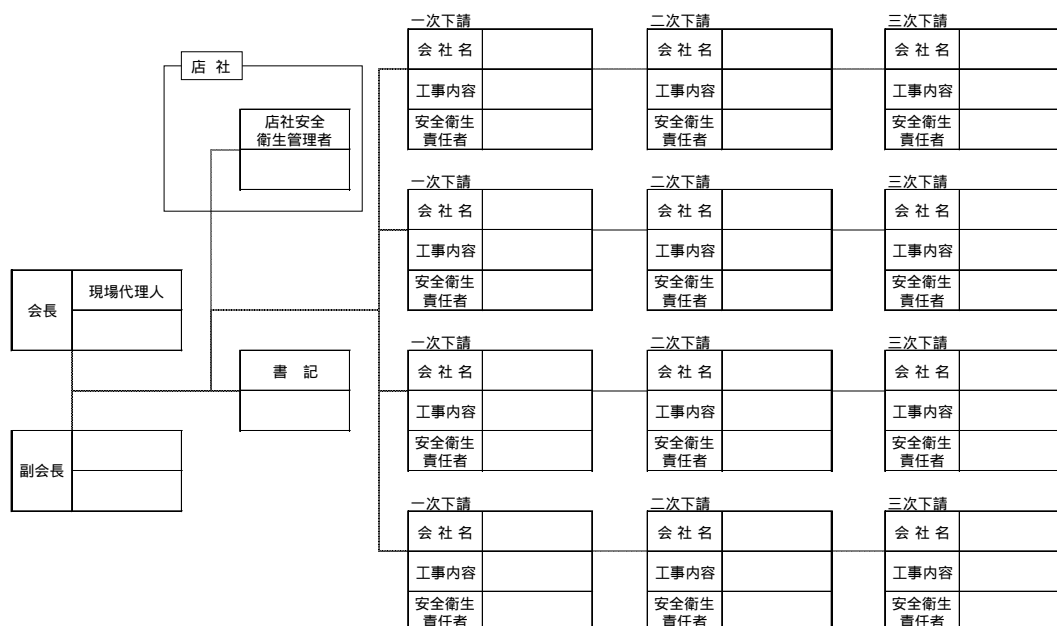 店 社
店社安全
衛生管理者
会長
現場代理人
書 記
副会長
一次下請
会 社 名
工事内容
安全衛生
責任者
二次下請
会 社 名
工事内容
安全衛生
責任者
三次下請
会 社 名
工事内容
安全衛生
責任者
一次下請
会 社 名
工事内容
安全衛生
責任者
二次下請
会 社 名
工事内容
安全衛生
責任者
三次下請
会 社 名
工事内容
安全衛生
責任者
一次下請
会 社 名
工事内容
安全衛生
責任者
二次下請
会 社 名
工事内容
安全衛生
責任者
三次下請
会 社 名
工事内容
安全衛生
責任者
一次下請
会 社 名
工事内容
安全衛生
責任者
二次下請
会 社 名
工事内容
安全衛生
責任者
三次下請
会 社 名
工事内容
安全衛生
責任者